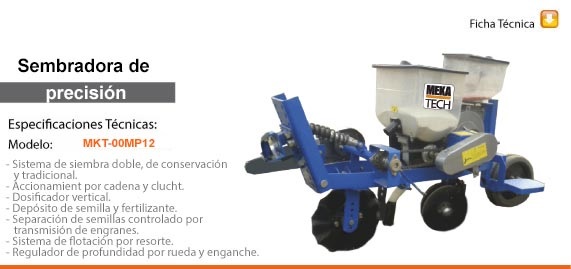 Ficha Técnica
Sembradora de
precisión
Especificaciones Técnicas:
Modelo: MKT-00MP12
- Sistema de siembra doble, de conservación
y tradicional.
- Accionamient por cadena y clucht.
- Dosificador vertical.
- Depósito de semilla y fertilizante.
- Separación de semillas controlado por
transmisión de engranes.
- Sistema de flotación por resorte.
- Regulador de profundidad por rueda y enganche.
MEKA
TECH